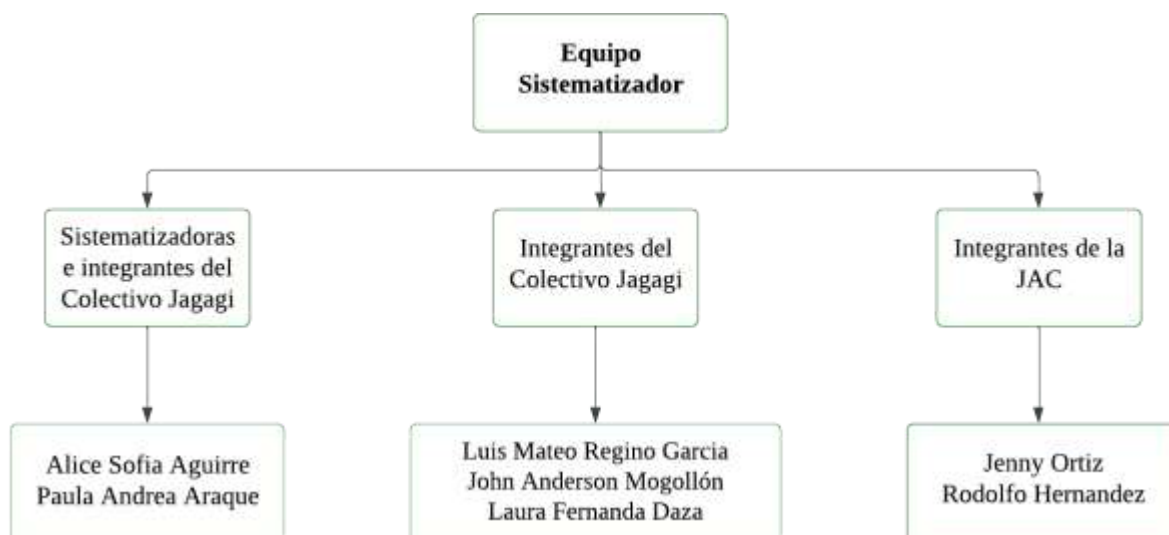 Equipo
Sistematizador
Sistematizadoras
e integrantes del
Colectivo Jagagi
Integrantes del
Colectivo Jagagi
Integrantes de la
JAC
Alice Sofia Aguirre
Paula Andrea Araque
Luis Mateo Regino Garcia
John Anderson Mogollón
Laura Fernanda Daza
Jenny Ortiz
Rodolfo Hernandez